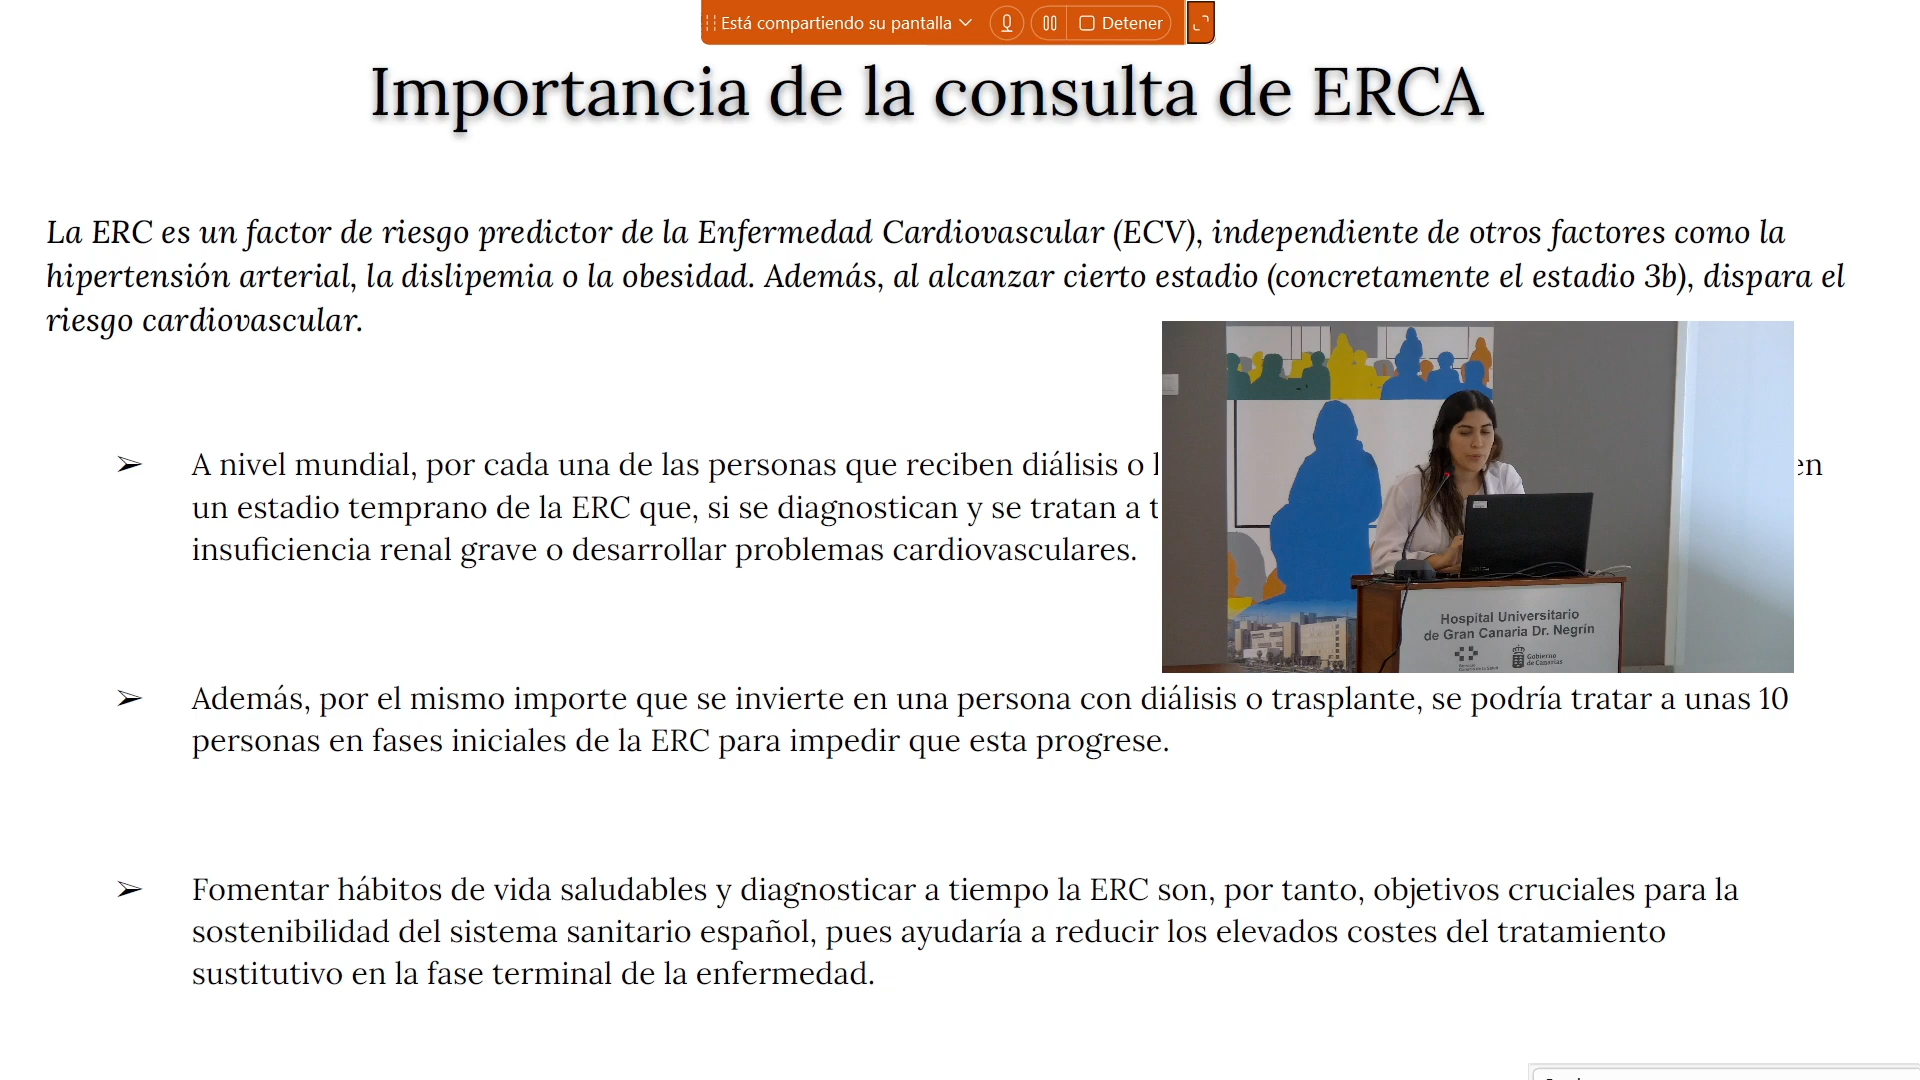 Está compartiendo su pantalla
Detener
Importancia de la consulta de ERCA
La ERC es un factor de riesgo predictor de la Enfermedad Cardiovascular (ECV), independiente de otros factores como la
hipertensión arterial, la dislipemia o la obesidad. Además, al alcanzar cierto estadio (concretamente el estadio 3b), dispara el
riesgo cardiovascular.
➢ A nivel mundial, por cada una de las personas que reciben diálisis o
un estadio temprano de la ERC que, si se diagnostican y se tratan a
insuficiencia renal grave o desarrollar problemas cardiovasculares.
Hospital Universitario
de Gran Canaria Dr. Negrín
Gobierno
de Canarias
➢ Además, por el mismo importe que se invierte en una persona con diálisis o trasplante, se podría tratar a unas 10
personas en fases iniciales de la ERC para impedir que esta progrese.
➢ Fomentar hábitos de vida saludables y diagnosticar a tiempo la ERC son, por tanto, objetivos cruciales para la
sostenibilidad del sistema sanitario español, pues ayudaría a reducir los elevados costes del tratamiento
sustitutivo en la fase terminal de la enfermedad.